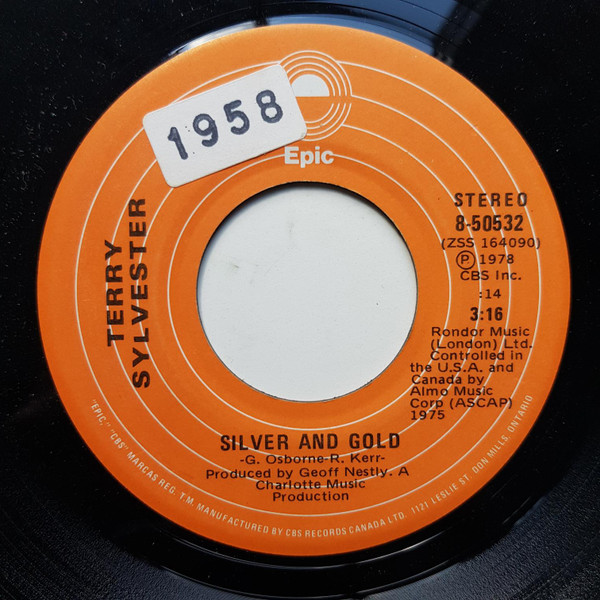 1958
Epic
TERRY
SYLVESTER
STEREO
8-50532
(ZSS 164090)
Ⓟ 1978
CBS Inc.
:14
3:16
Rondor Music
(London) Ltd.
Controlled in
the U.S.A. and
Canada by
Almo Music
Corp (ASCAP)
1975
SILVER AND GOLD
-G. Osborne-R. Kerr-
Produced by Geoff Nestly. A
Charlotte Music
Production
"EPIC," "CBS" MARCAS REG. T.M. MANUFACTURED BY CBS RECORDS CANADA LTD. 1121 LESLIE ST. DON MILLS, ONTARIO